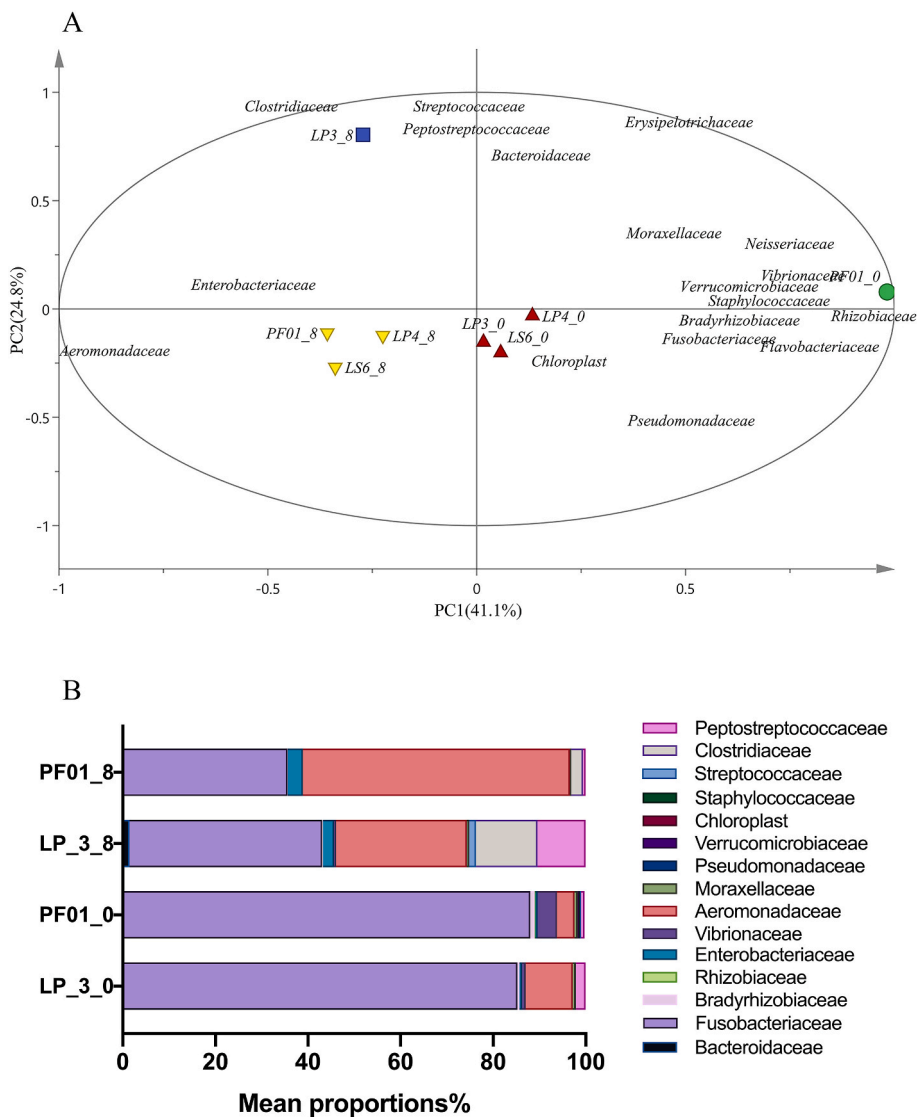 A
1
Clostridiaceae
Streptococcaceae
LP3_8
Peptostreptococcaceae
Erysipelotrichaceae
Bacteroidaceae
0.5
Moraxellaceae
Neisseriaceae
Enterobacteriaceae
Vibrionaceae
PF01_0
Verrucomicrobiaceae
Staphylococcaceae
0
Rhizobiaceae
PC2(24.8%)
PF01_8
LP4_8
LP3_0
LP4_0
LS6_0
Bradyrhizobiaceae
Fusobacteriaceae
Flavobacteriaceae
Aeromonadaceae
LS6_8
Chloroplast
-0.5
Pseudomonadaceae
-1
-1 -0.5 0 0.5
PC1(41.1%)
B
PF01_8
LP_3_8
PF01_0
LP_3_0
0 20 40 60 80 100
Mean proportions%
Peptostreptococcaceae
Clostridiaceae
Streptococcaceae
Staphylococcaceae
Chloroplast
Verrucomicrobiaceae
Pseudomonadaceae
Moraxellaceae
Aeromonadaceae
Vibrionaceae
Enterobacteriaceae
Rhizobiaceae
Bradyrhizobiaceae
Fusobacteriaceae
Bacteroidaceae